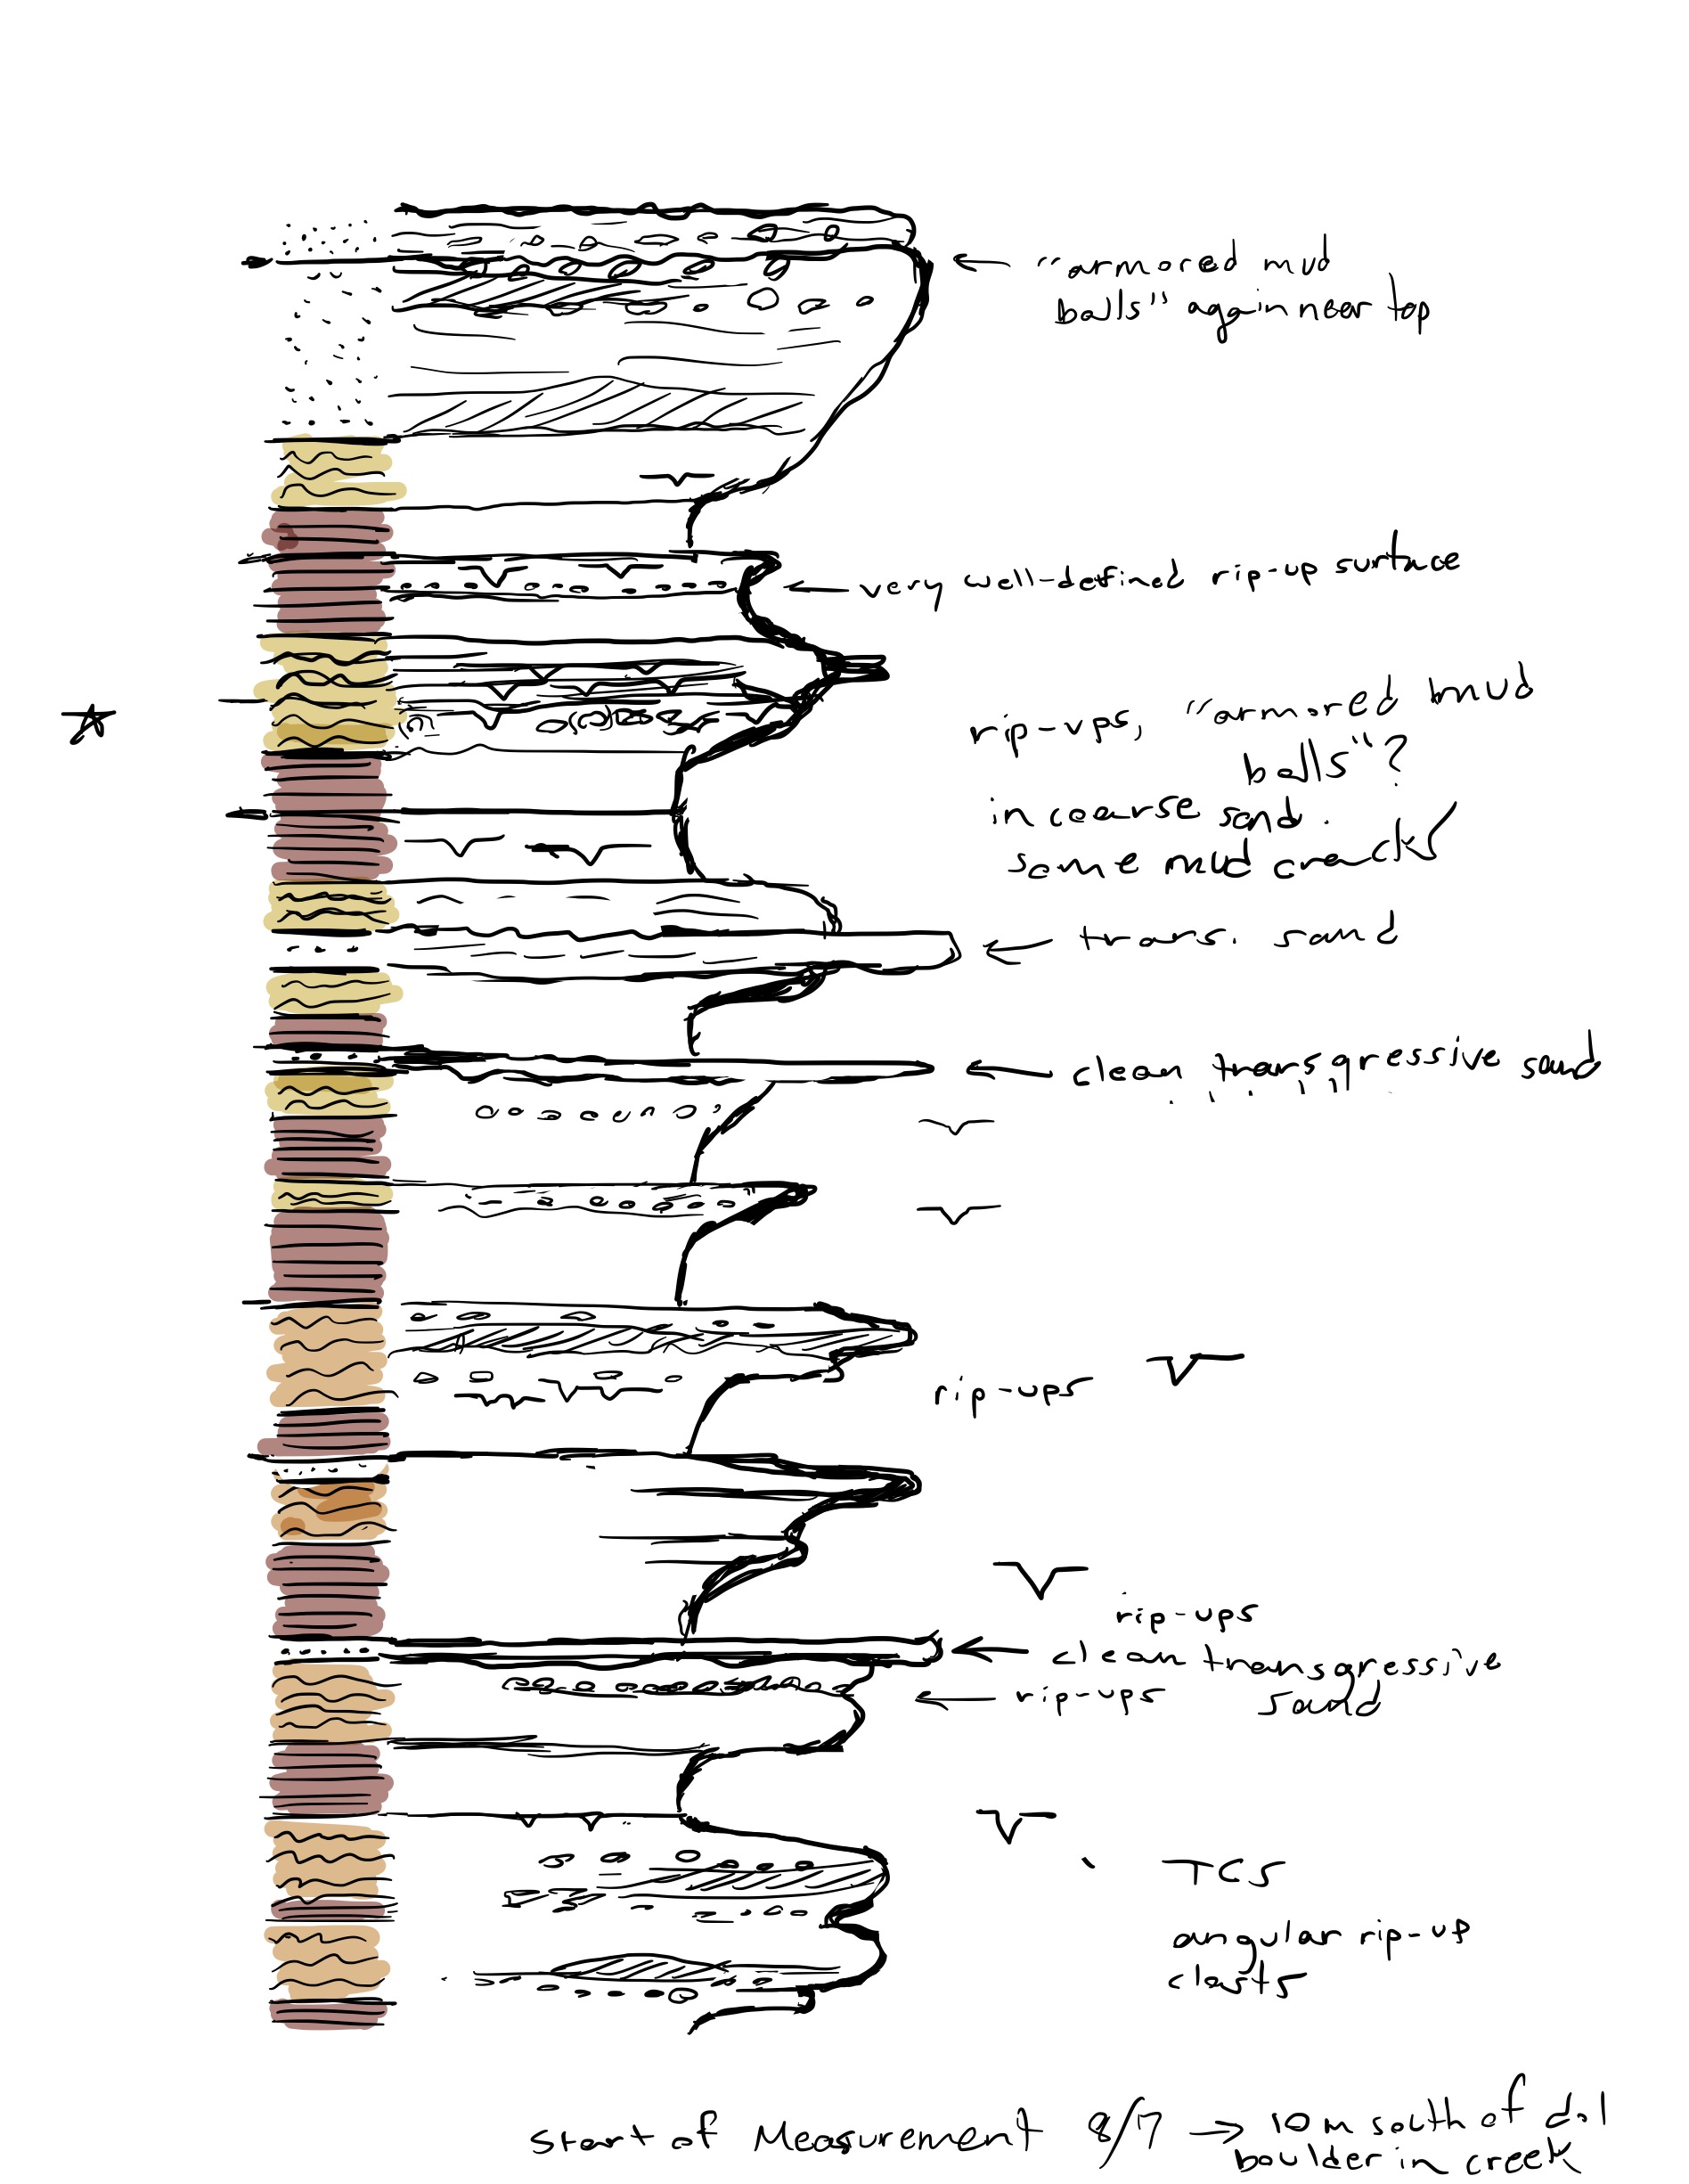 "armored mud
balls" again near top
very well-defined rip-up surface
rip-ups, "armored mud
balls"?
in coarse sand.
some mud cracks
trans. sand
clean transgressive sand
rip-ups
rip-ups
clean transgressive
sand
rip-ups
TCS
angular rip-up
clasts
Start of Measurement 8/7 → 10m south of dol
boulder in creek